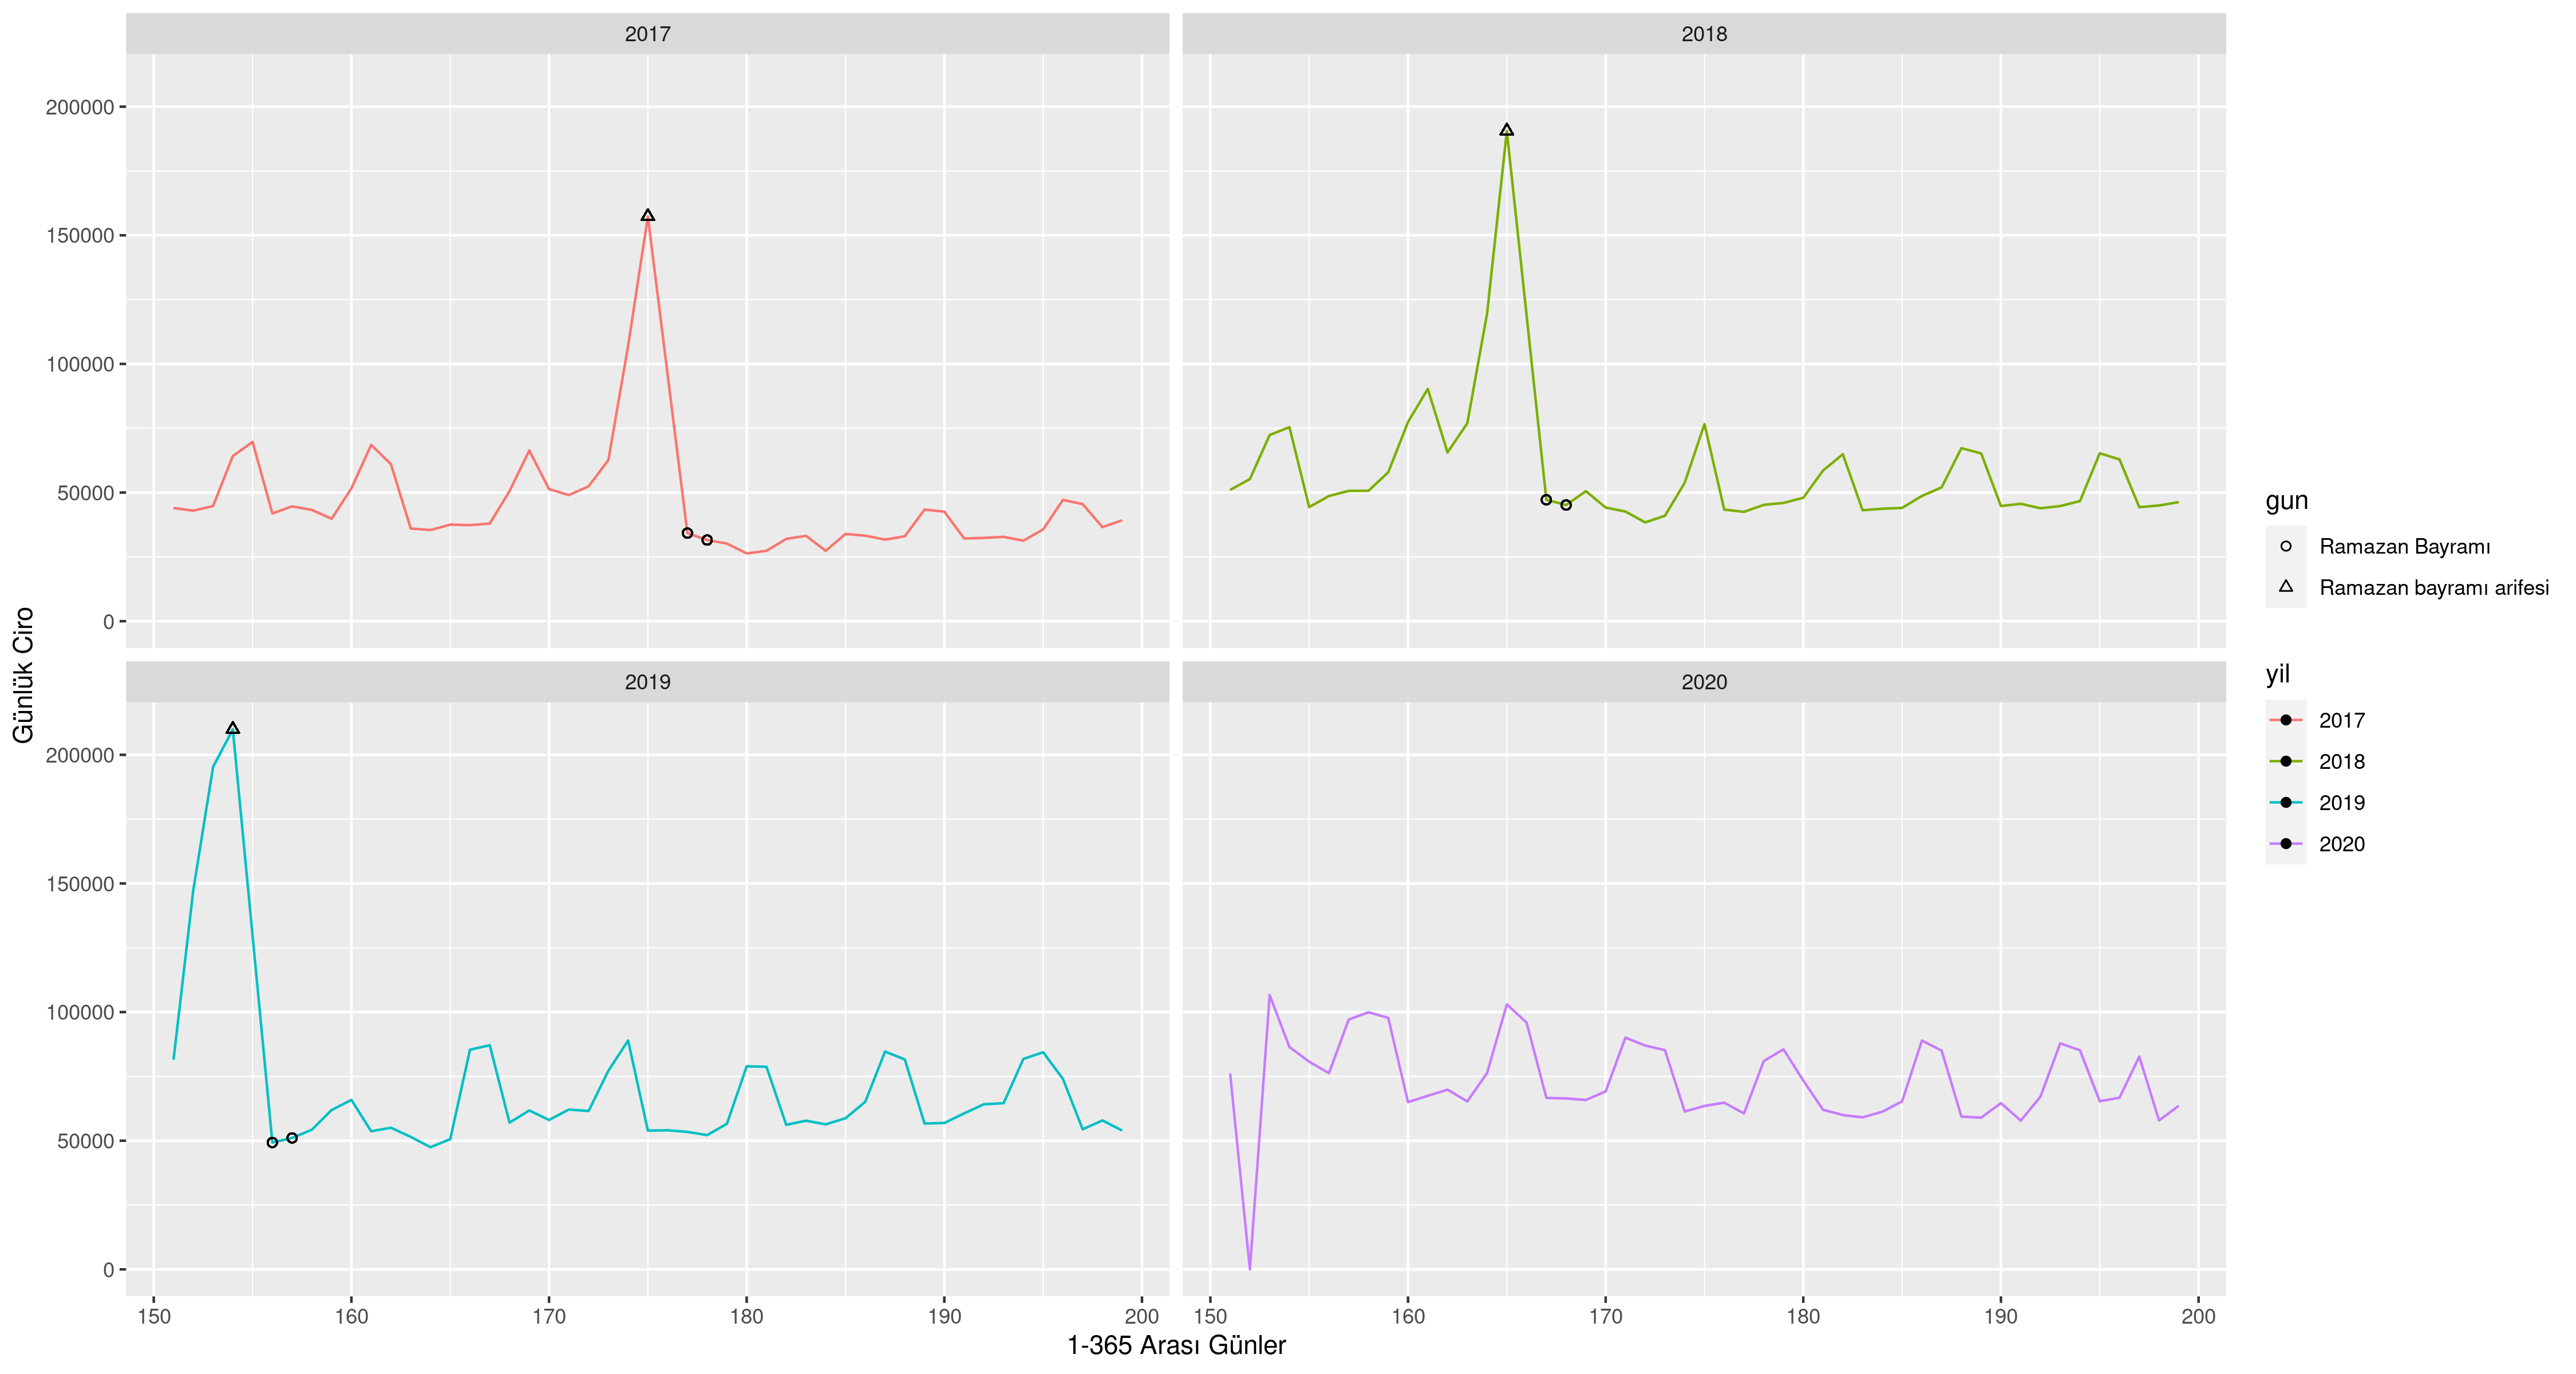 2017
2018
200000
150000
100000
50000
0
2019
2020
200000
150000
100000
50000
0
150 160 170 180 190 200
150 160 170 180 190 200
1-365 Arası Günler
Günlük Ciro
gun
Ramazan Bayramı
Ramazan bayramı arifesi
yil
2017
2018
2019
2020